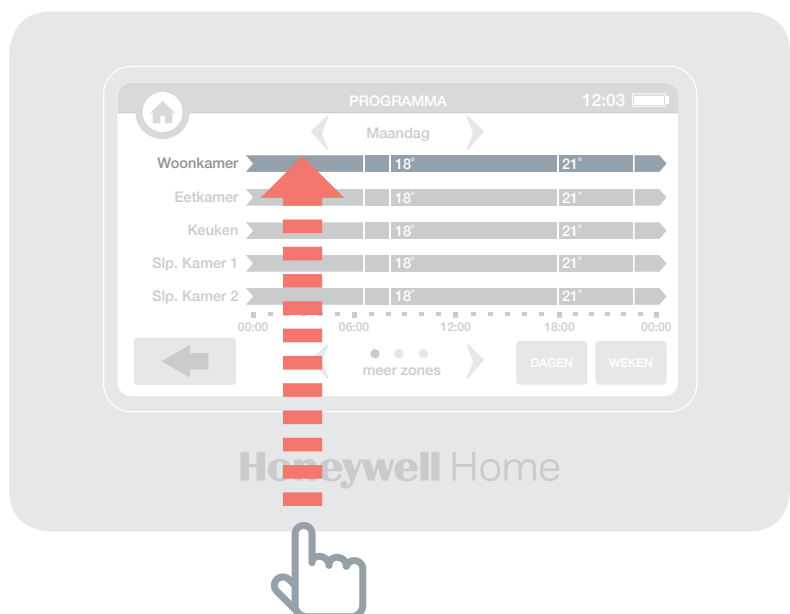 PROGRAMMA 12:03
Maandag
Woonkamer 18° 21°
Eetkamer 18° 21°
Keuken 18° 21°
Slp. Kamer 1 18° 21°
Slp. Kamer 2 18° 21°
00:00 06:00 12:00 18:00 00:00
meer zones DAGEN WEKEN
Honeywell Home